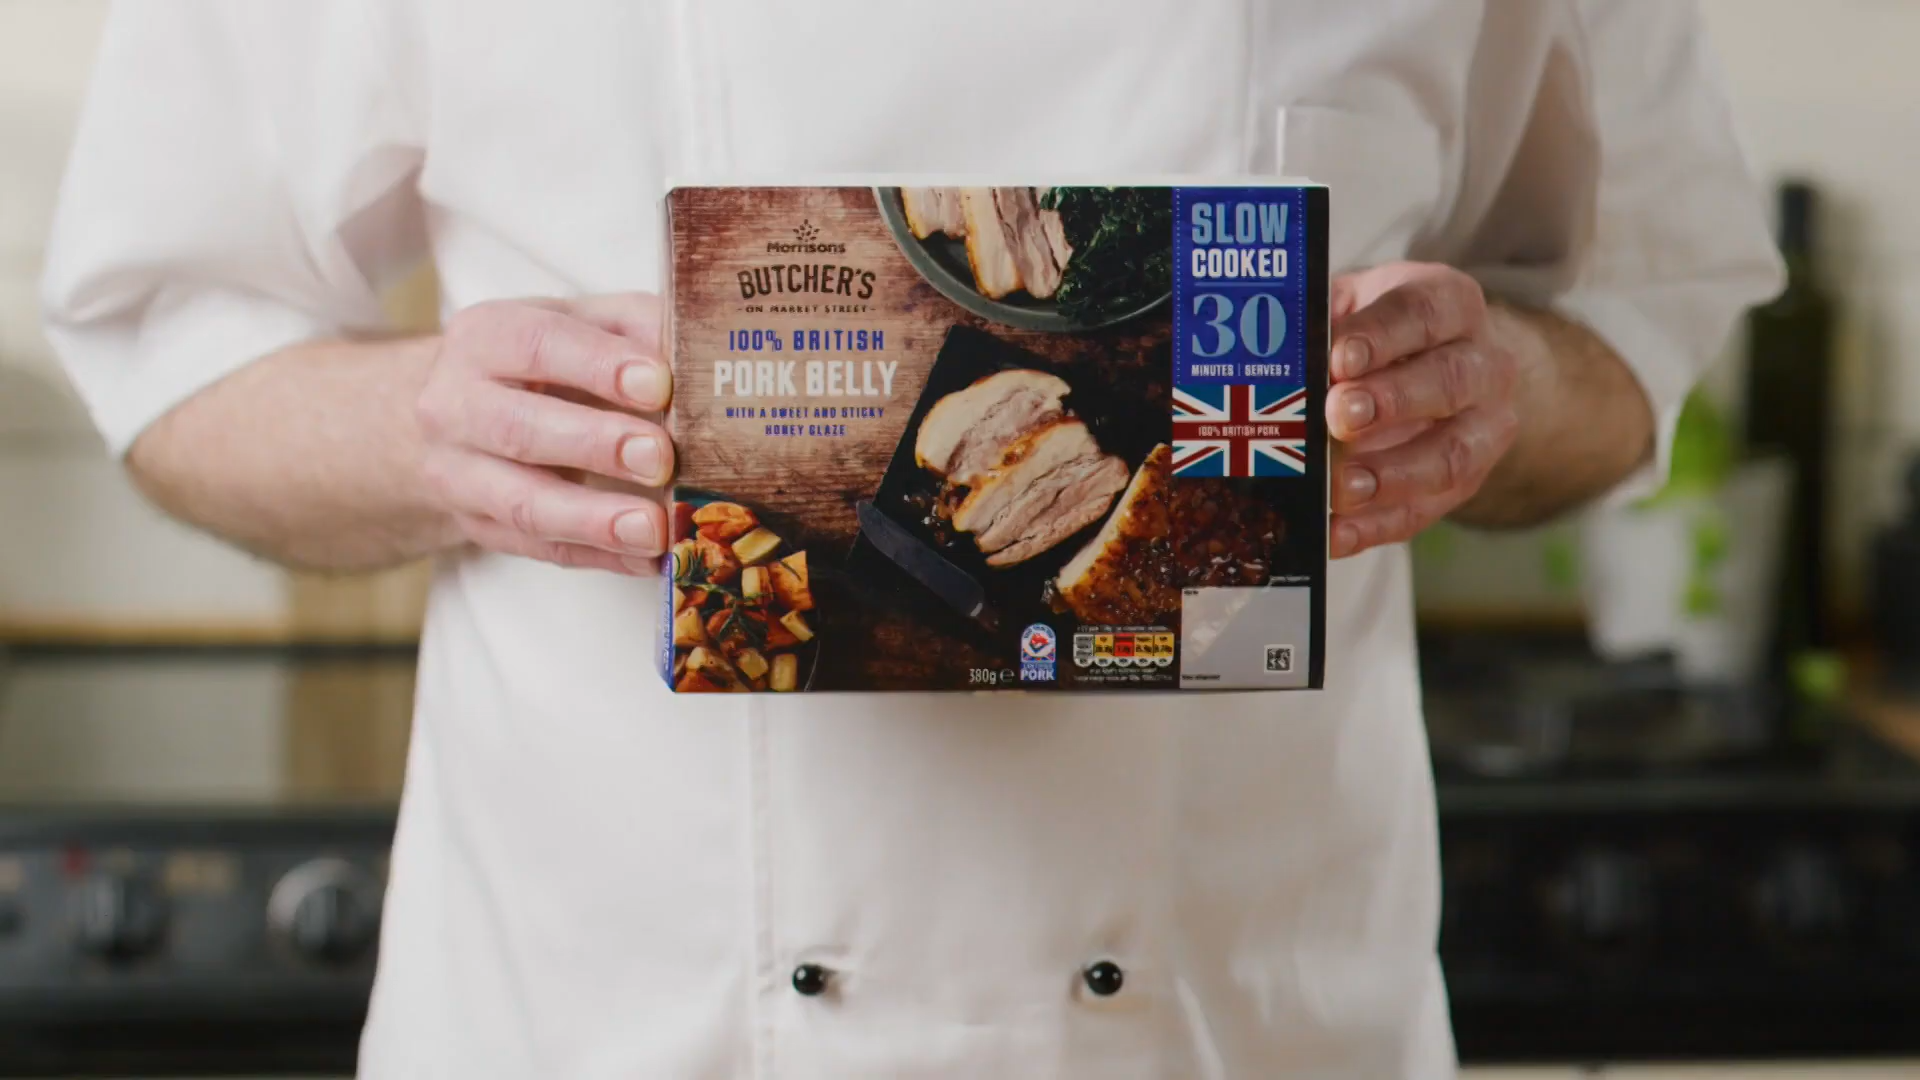 Morrisons
BUTCHER'S
ON MARKET STREET
100% BRITISH
PORK BELLY
WITH A SWEET AND STICKY
HONEY GLAZE
SLOW
COOKED
30
MINUTES | SERVES 2
100% BRITISH PORK
380g ℮
PORK